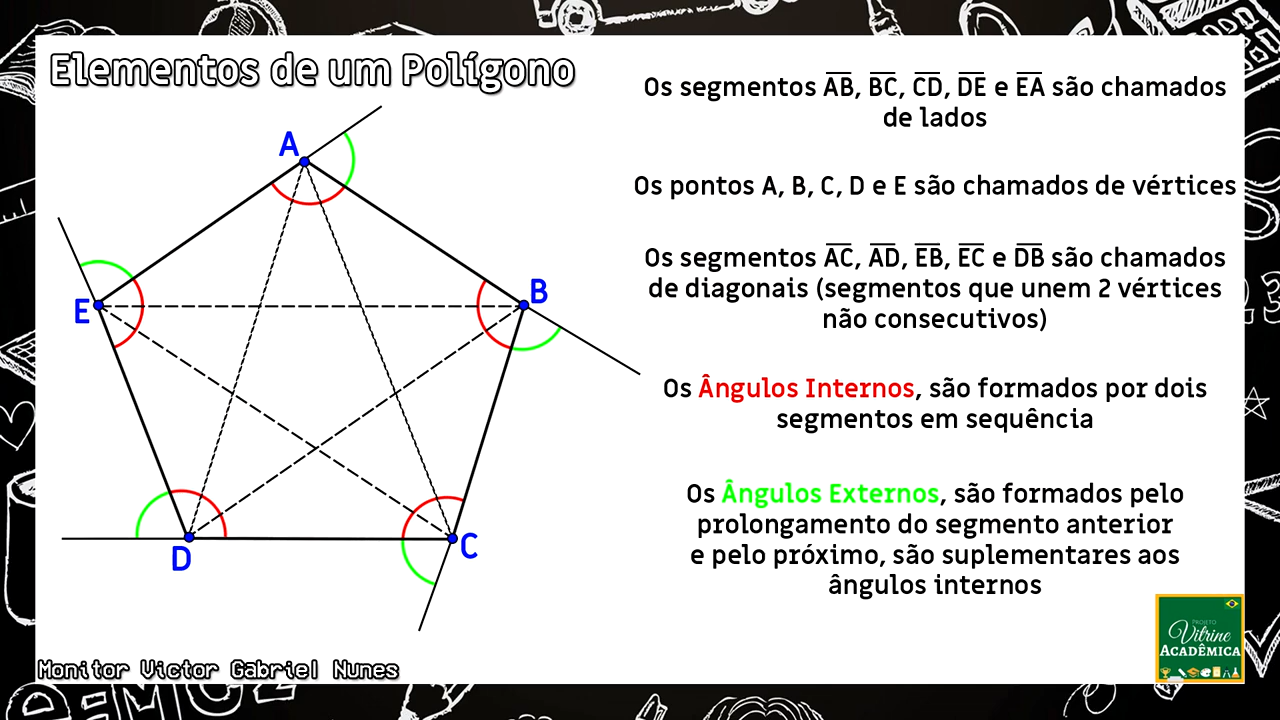 Elementos de um Polígono
Os segmentos AB, BC, CD, DE e EA são chamados
de lados
Os pontos A, B, C, D e E são chamados de vértices
Os segmentos AC, AD, EB, EC e DB são chamados
de diagonais (segmentos que unem 2 vértices
não consecutivos)
Os Ângulos Internos, são formados por dois
segmentos em sequência
Os Ângulos Externos, são formados pelo
prolongamento do segmento anterior
e pelo próximo, são suplementares aos
ângulos internos
A
B
E
D
C
Monitor Victor Gabriel Nunes
PROJETO
Vitrine
ACADÊMICA